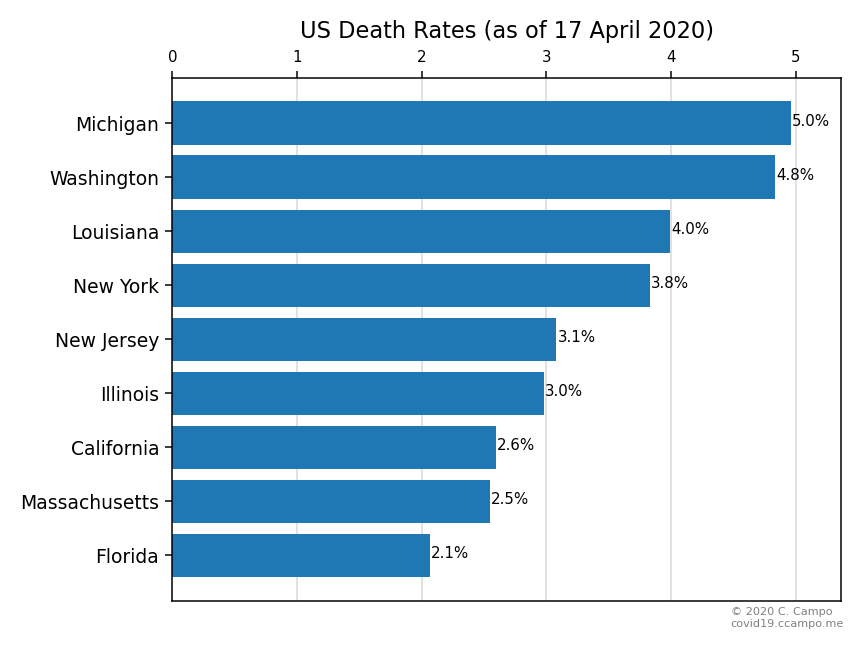 US Death Rates (as of 17 April 2020)
0 1 2 3 4 5
Michigan 5.0%
Washington 4.8%
Louisiana 4.0%
New York 3.8%
New Jersey 3.1%
Illinois 3.0%
California 2.6%
Massachusetts 2.5%
Florida 2.1%
© 2020 C. Campo
covid19.ccampo.me